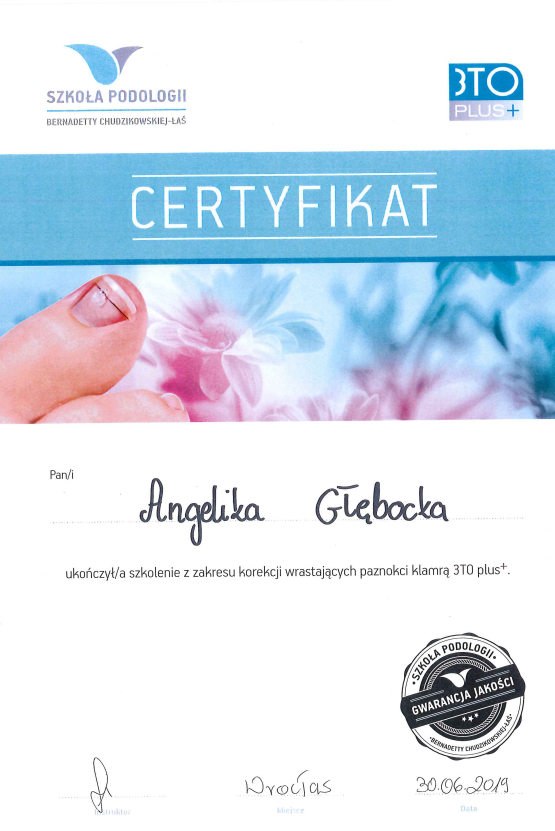 SZKOŁA PODOLOGII
BERNADETTY CHUDZIKOWSKIEJ-ŁAŚ
3TO
PLUS+
CERTYFIKAT
Pan/i
Angelika Głębocka
ukończył/a szkolenie z zakresu korekcji wrastających paznokci klamrą 3TO plus+.
•SZKOŁA PODOLOGII•
GWARANCJA JAKOŚCI
•BERNADETTY CHUDZIKOWSKIEJ-ŁAŚ•
Wrocłas 30.06.2019
Instruktor Miejsce Data